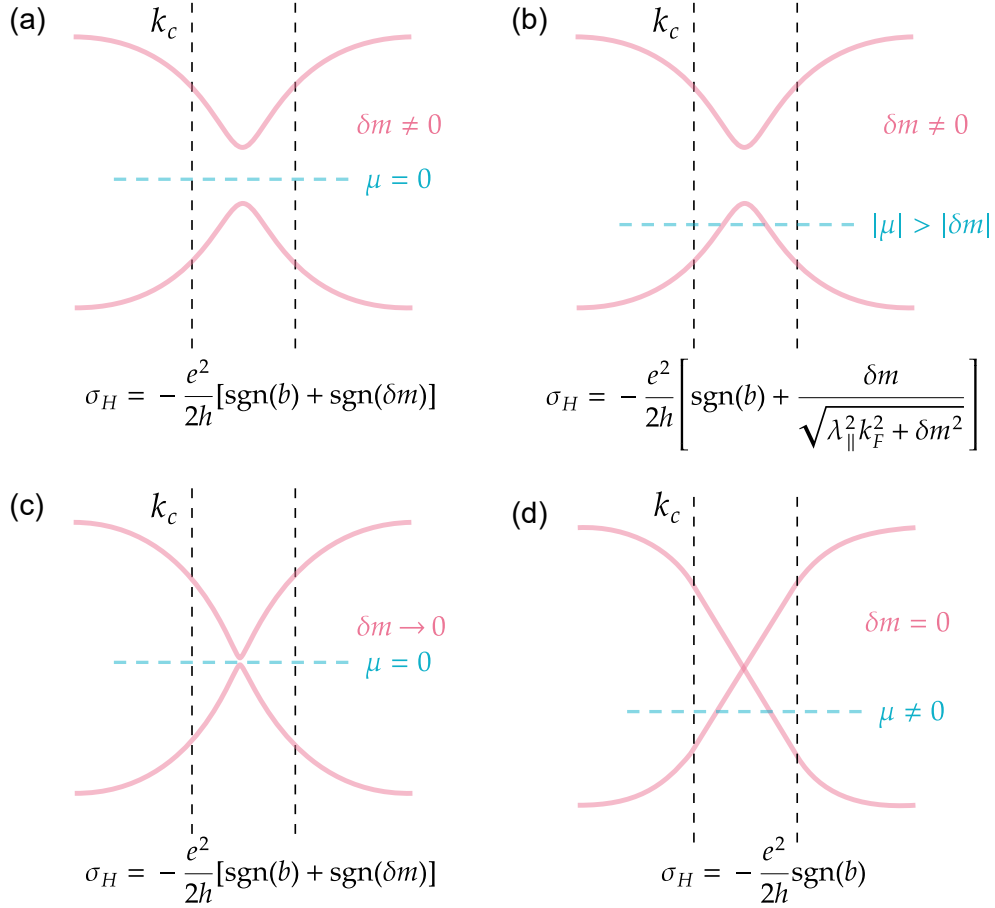 (a)
k_c
δm ≠ 0
μ = 0
σ_H = − e²/2h [sgn(b) + sgn(δm)]
(b)
k_c
δm ≠ 0
|μ| > |δm|
σ_H = − e²/2h [sgn(b) + δm/√(λ_∥² k_F² + δm²)]
(c)
k_c
δm → 0
μ = 0
σ_H = − e²/2h [sgn(b) + sgn(δm)]
(d)
k_c
δm = 0
μ ≠ 0
σ_H = − e²/2h sgn(b)